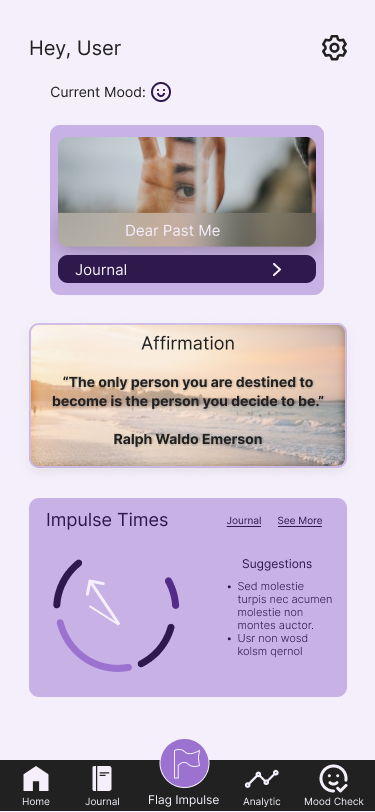 Hey, User
Current Mood:
Dear Past Me
Journal
Affirmation
“The only person you are destined to
become is the person you decide to be.”
Ralph Waldo Emerson
Impulse Times
Journal See More
Suggestions
• Sed molestie
turpis nec acumen
molestie non
montes auctor.
• Usr non wosd
kolsm qernol
Home Journal Flag Impulse Analytic Mood Check